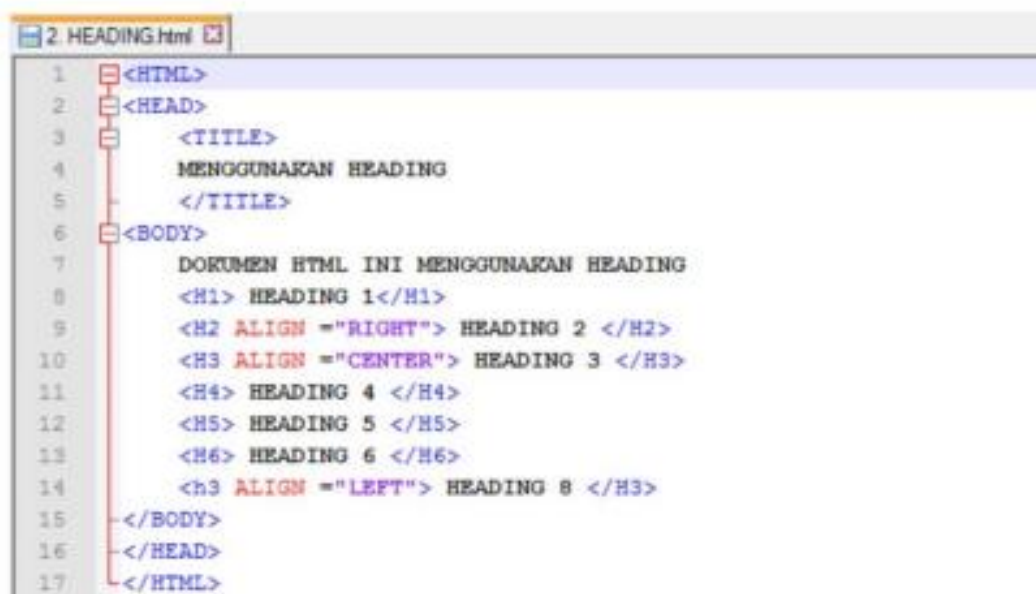 2. HEADING.html
1 <HTML>
2 <HEAD>
3 <TITLE>
4 MENGGUNAKAN HEADING
5 </TITLE>
6 <BODY>
7 DOKUMEN HTML INI MENGGUNAKAN HEADING
8 <H1> HEADING 1</H1>
9 <H2 ALIGN ="RIGHT"> HEADING 2 </H2>
10 <H3 ALIGN ="CENTER"> HEADING 3 </H3>
11 <H4> HEADING 4 </H4>
12 <H5> HEADING 5 </H5>
13 <H6> HEADING 6 </H6>
14 <h3 ALIGN ="LEFT"> HEADING 8 </H3>
15 </BODY>
16 </HEAD>
17 </HTML>